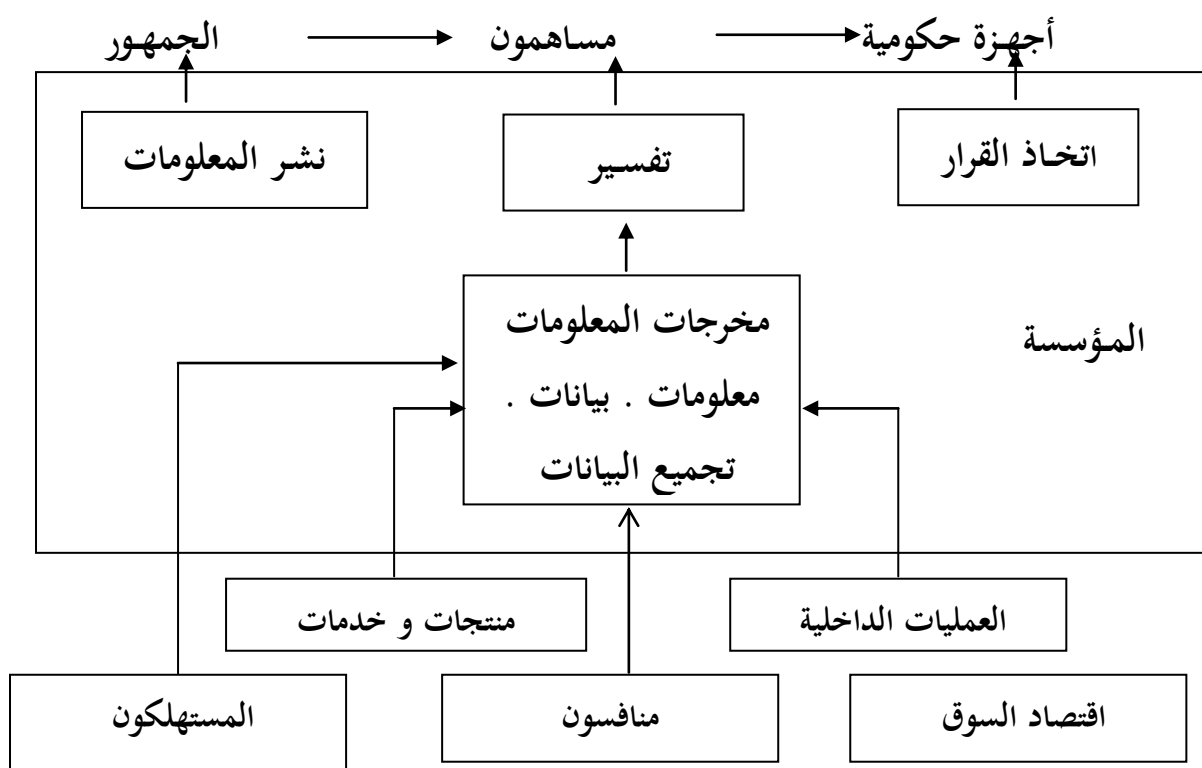 أجهزة حكومية مساهمون الجمهور
اتخاذ القرار تفسير نشر المعلومات
مخرجات المعلومات
معلومات . بيانات .
تجميع البيانات
المؤسسة
العمليات الداخلية منتجات و خدمات
اقتصاد السوق منافسون المستهلكون